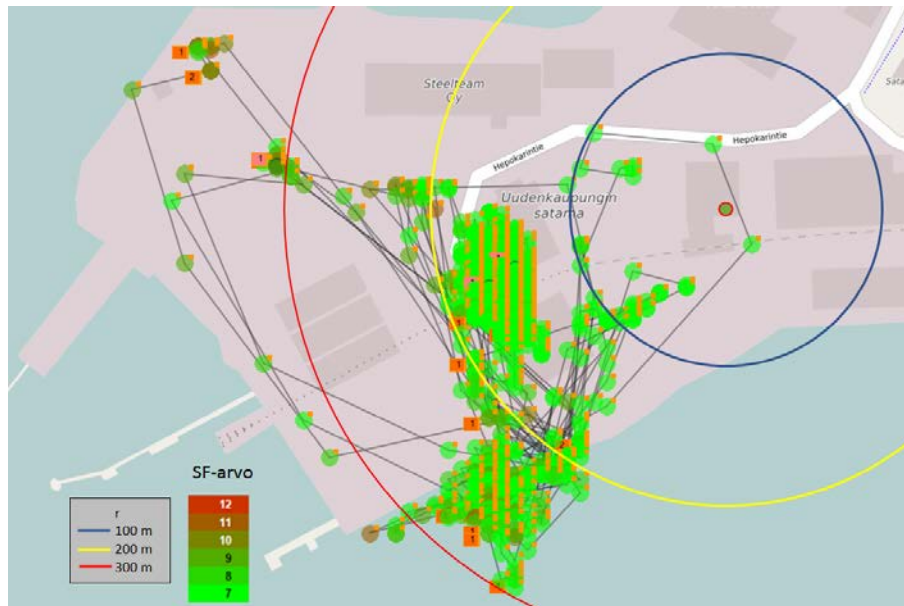 1
2
1
Steelteam
Oy
Hepokarintie
Hepokarintie
Sata
Uudenkaupungin
satama
1
1
1
1
1
SF-arvo
12
11
10
9
8
7
r
100 m
200 m
300 m